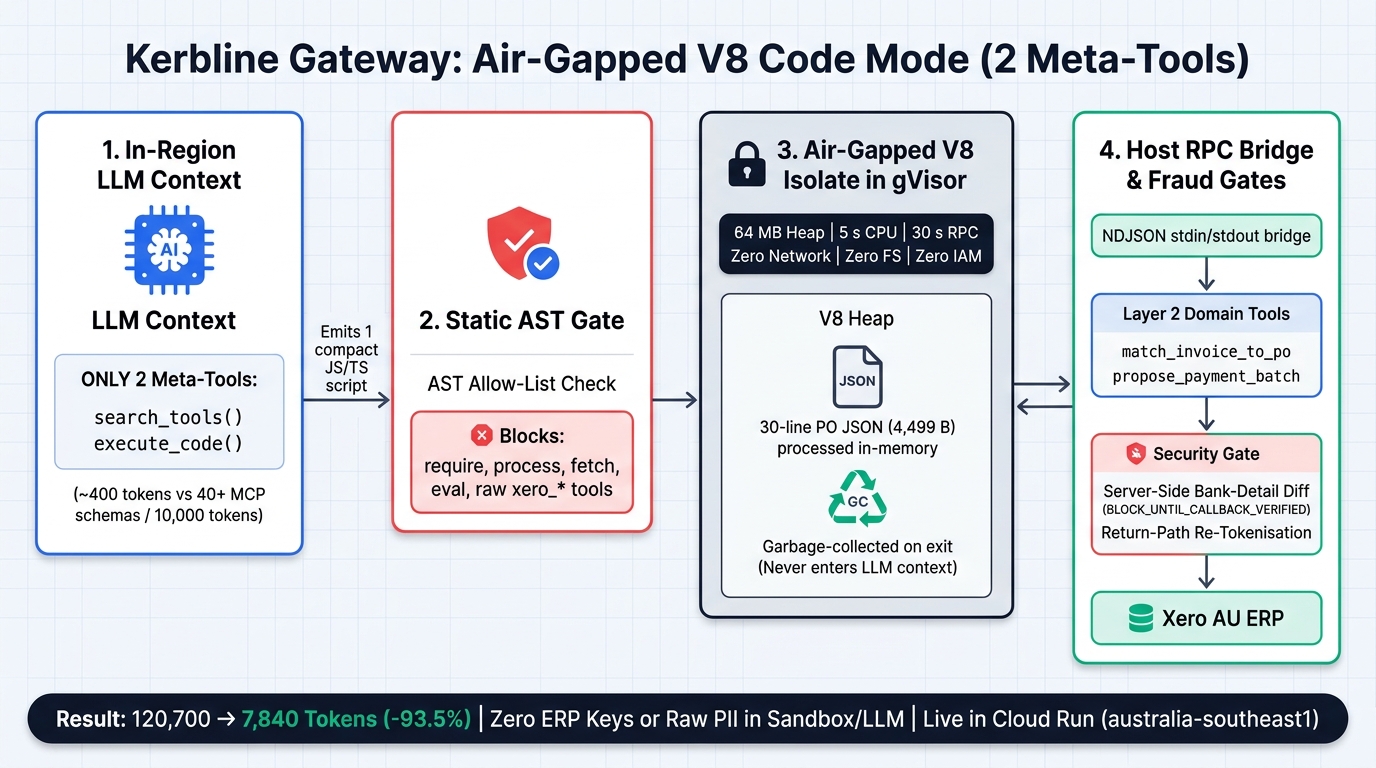 Kerbline Gateway: Air-Gapped V8 Code Mode (2 Meta-Tools)
1. In-Region
LLM Context
AI
LLM Context
ONLY 2 Meta-Tools:
search_tools()
execute_code()
(~400 tokens vs 40+ MCP
schemas / 10,000 tokens)
Emits 1
compact
JS/TS
script
2. Static AST Gate
AST Allow-List Check
Blocks:
require, process, fetch,
eval, raw xero_* tools
3. Air-Gapped V8
Isolate in gVisor
64 MB Heap | 5 s CPU | 30 s RPC
Zero Network | Zero FS | Zero IAM
V8 Heap
JSON
30-line PO JSON (4,499 B)
processed in-memory
GC
Garbage-collected on exit
(Never enters LLM context)
4. Host RPC Bridge
& Fraud Gates
NDJSON stdin/stdout bridge
Layer 2 Domain Tools
match_invoice_to_po
propose_payment_batch
Security Gate
Server-Side Bank-Detail Diff
(BLOCK_UNTIL_CALLBACK_VERIFIED)
Return-Path Re-Tokenisation
Xero AU ERP
Result: 120,700 → 7,840 Tokens (-93.5%) | Zero ERP Keys or Raw PII in Sandbox/LLM | Live in Cloud Run (australia-southeast1)